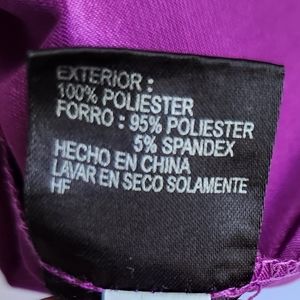 EXTERIOR:
100% POLIESTER
FORRO: 95% POLIESTER
5% SPANDEX
HECHO EN CHINA
LAVAR EN SECO SOLAMENTE
HF